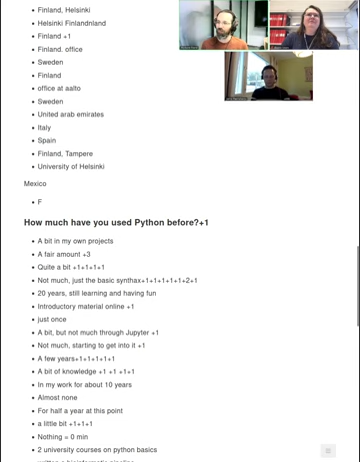 Finland, Helsinki
Helsinki Finlandnland
Finland +1
Finland. office
Sweden
Finland
office at aalto
Sweden
United arab emirates
Italy
Spain
Finland, Tampere
University of Helsinki
Mexico
F
How much have you used Python before?+1
A bit in my own projects
A fair amount +3
Quite a bit +1+1+1+1
Not much, just the basic synthax+1+1+1+1+1+2+1
20 years, still learning and having fun
Introductory material online +1
just once
A bit, but not much through Jupyter +1
Not much, starting to get into it +1
A few years+1+1+1+1+1
A bit of knowledge +1 +1 +1+1
In my work for about 10 years
Almost none
For half a year at this point
a little bit +1+1+1
Nothing = 0 min
2 university courses on python basics